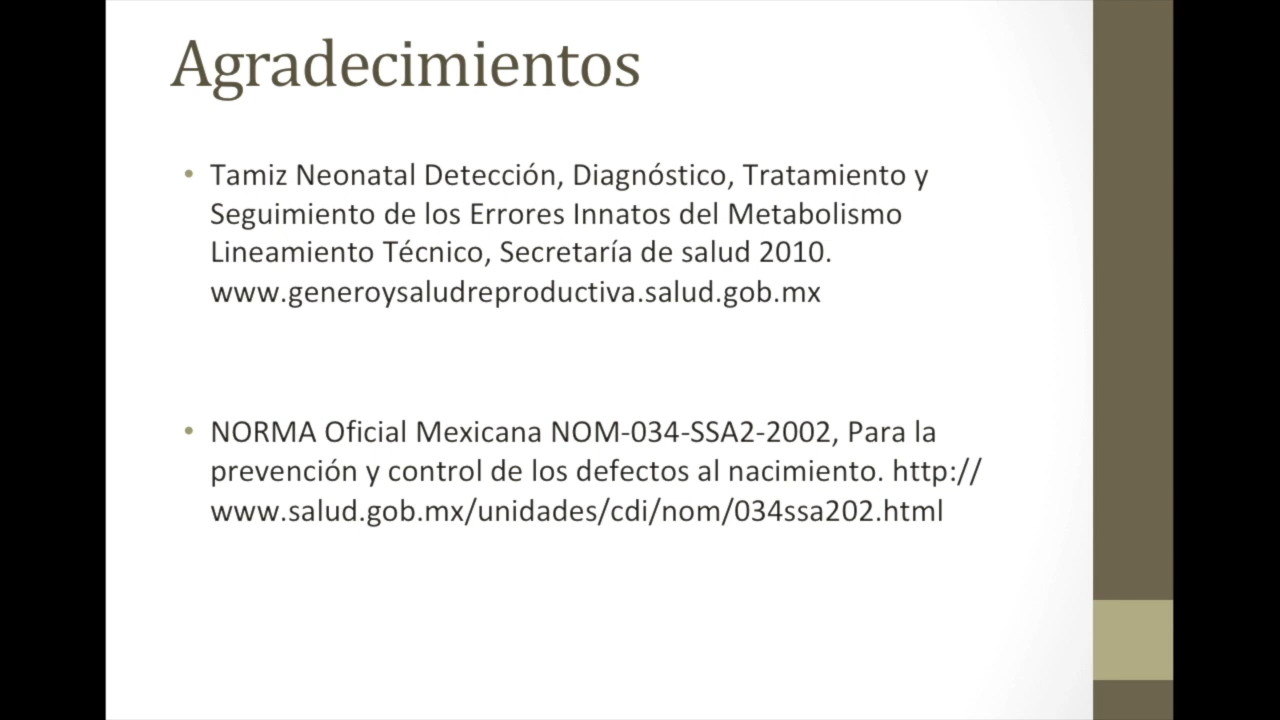 Agradecimientos
• Tamiz Neonatal Detección, Diagnóstico, Tratamiento y
Seguimiento de los Errores Innatos del Metabolismo
Lineamiento Técnico, Secretaría de salud 2010.
www.generoysaludreproductiva.salud.gob.mx
• NORMA Oficial Mexicana NOM-034-SSA2-2002, Para la
prevención y control de los defectos al nacimiento. http://
www.salud.gob.mx/unidades/cdi/nom/034ssa202.html